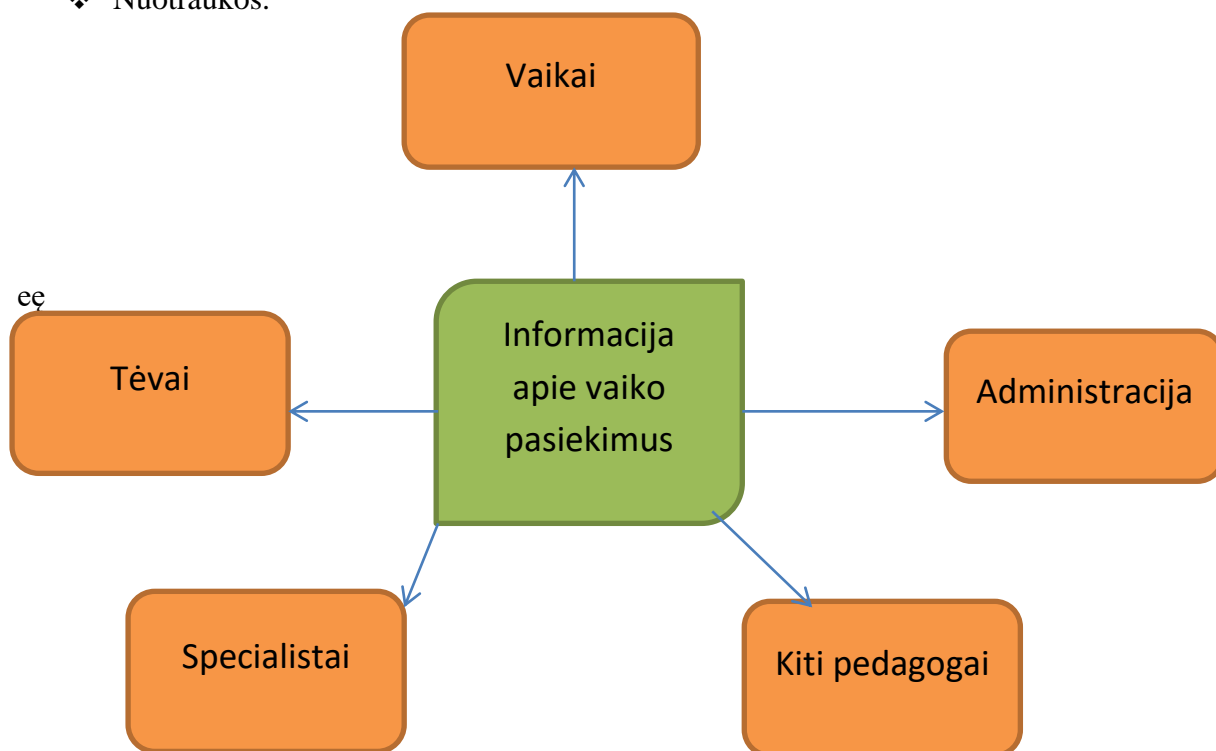 ❖ Nuotraukos.
Vaikai
eę
Tėvai
Informacija
apie vaiko
pasiekimus
Administracija
Specialistai
Kiti pedagogai